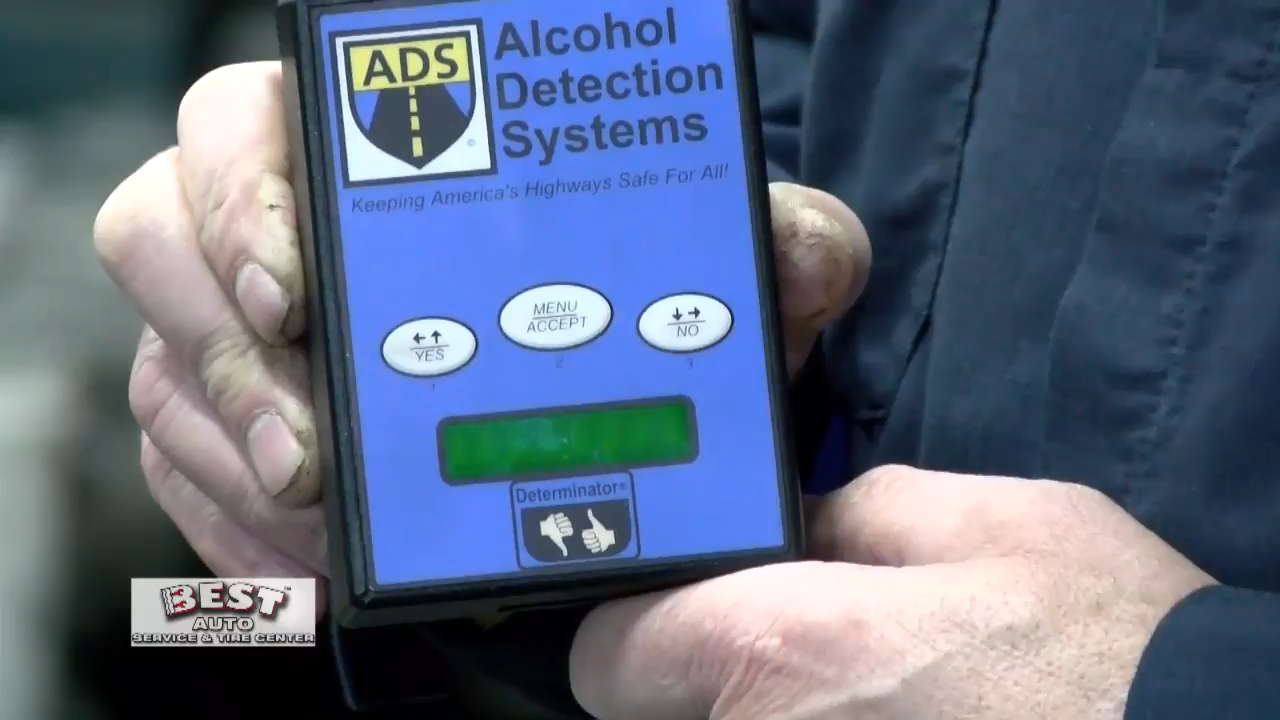 ADS
Alcohol
Detection
Systems
Keeping America's Highways Safe For All!
MENU
ACCEPT
YES
NO
Determinator®
BEST
AUTO
SERVICE & TIRE CENTER